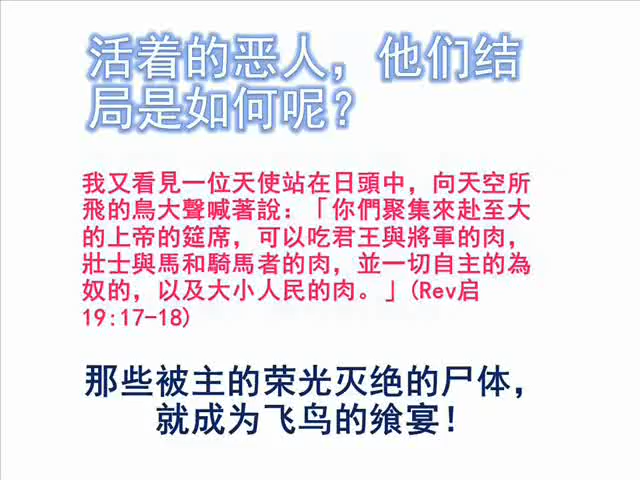 活着的恶人，他们结
局是如何呢？
我又看見一位天使站在日頭中，向天空所
飛的鳥大聲喊著說：「你們聚集來赴至大
的上帝的筵席，可以吃君王與將軍的肉，
壯士與馬和騎馬者的肉，並一切自主的為
奴的，以及大小人民的肉。」(Rev启
19:17-18)
那些被主的荣光灭绝的尸体，
就成为飞鸟的飨宴！